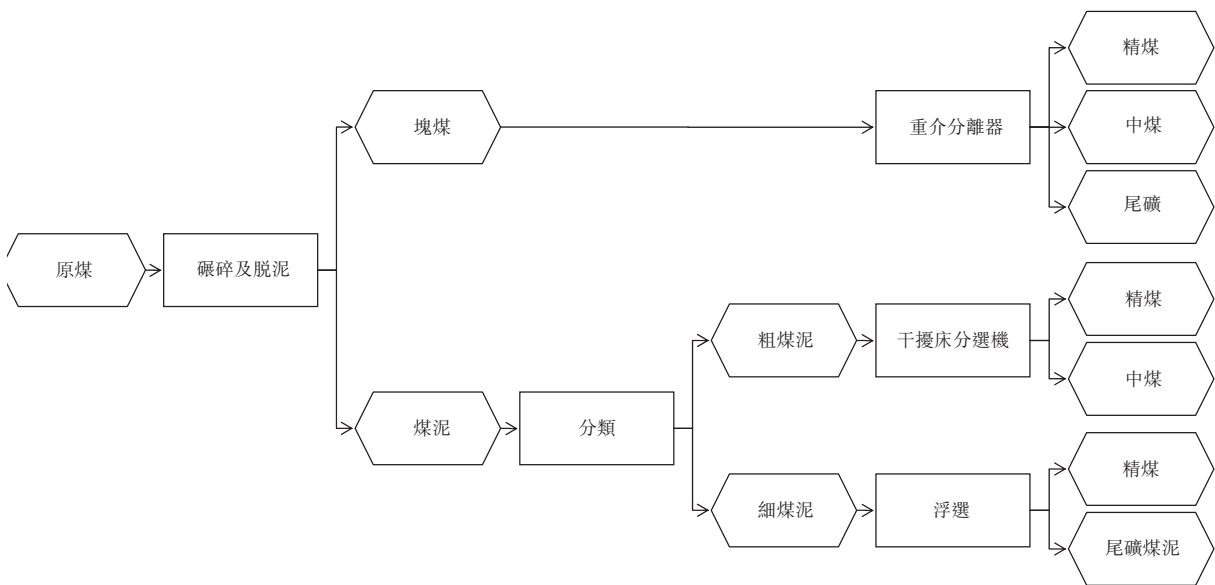 精煤
塊煤
重介分離器
中煤
尾礦
原煤
碾碎及脱泥
精煤
粗煤泥
干擾床分選機
中煤
煤泥
分類
精煤
細煤泥
浮選
尾礦煤泥